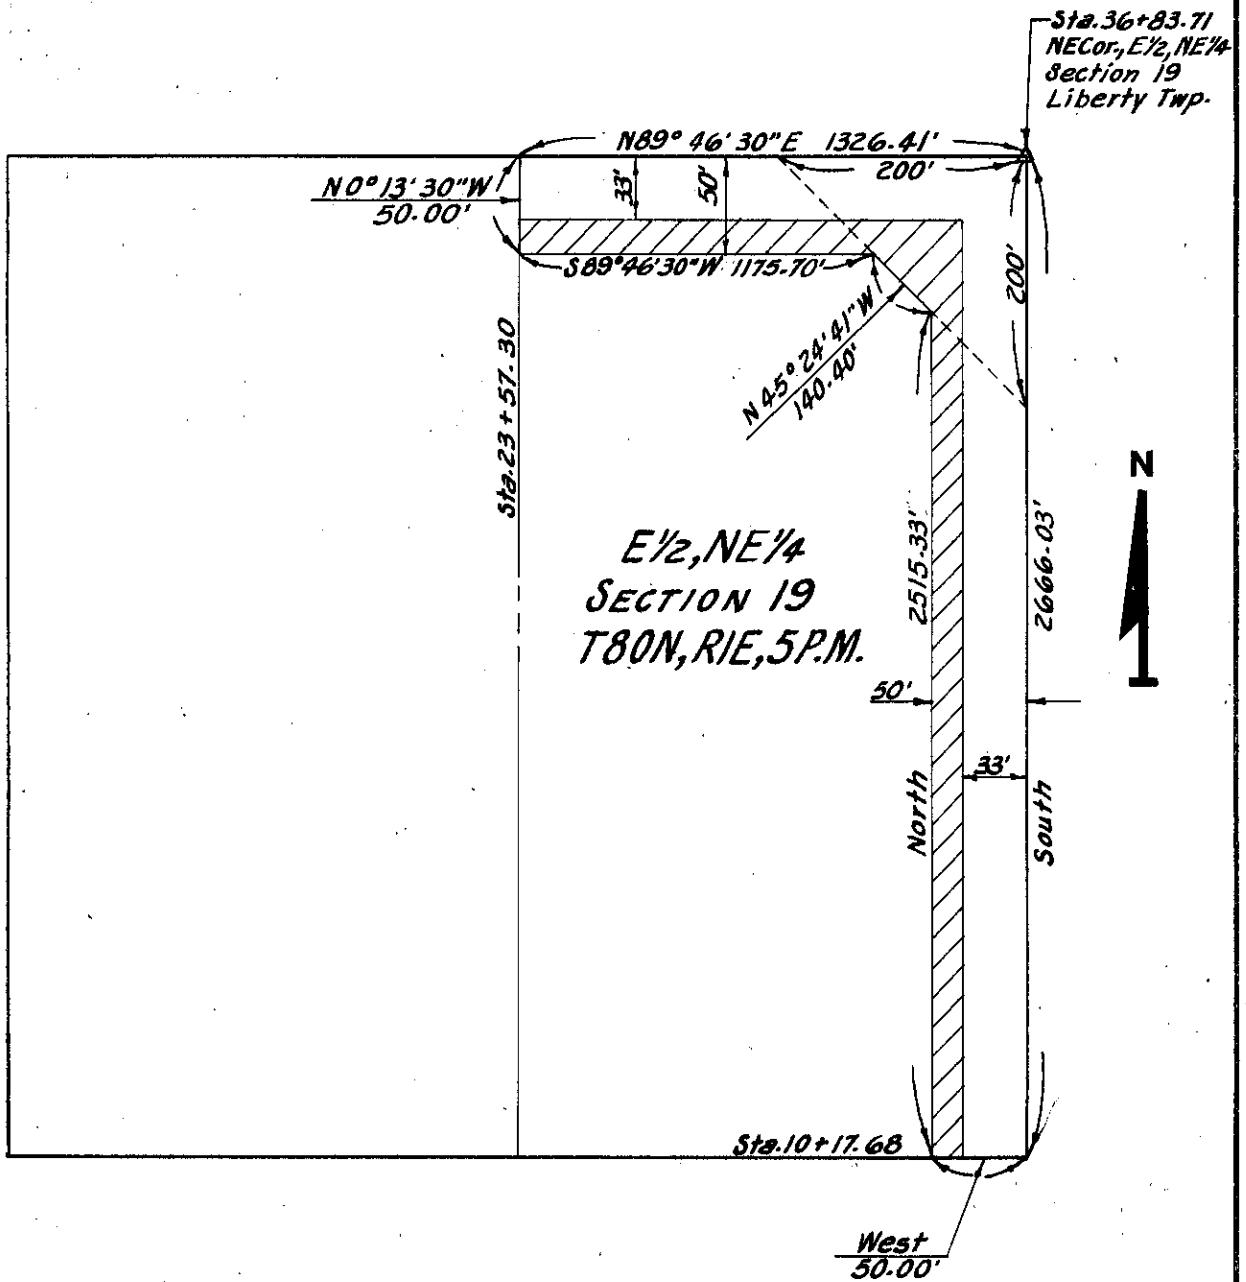 Sta.36+83.71
NECor.,E½,NE¼
Section 19
Liberty Twp.
N89° 46' 30"E 1326.41'
200'
N0°13'30"W
50.00'
33'
50'
200'
S89°46'30"W 1175.70'
N45°24'41"W
140.40'
Sta.23+57.30
N
E½,NE¼
SECTION 19
T80N,R1E,5P.M.
2515.33'
2666.03'
50'
33'
North
South
Sta.10+17.68
West
50.00'